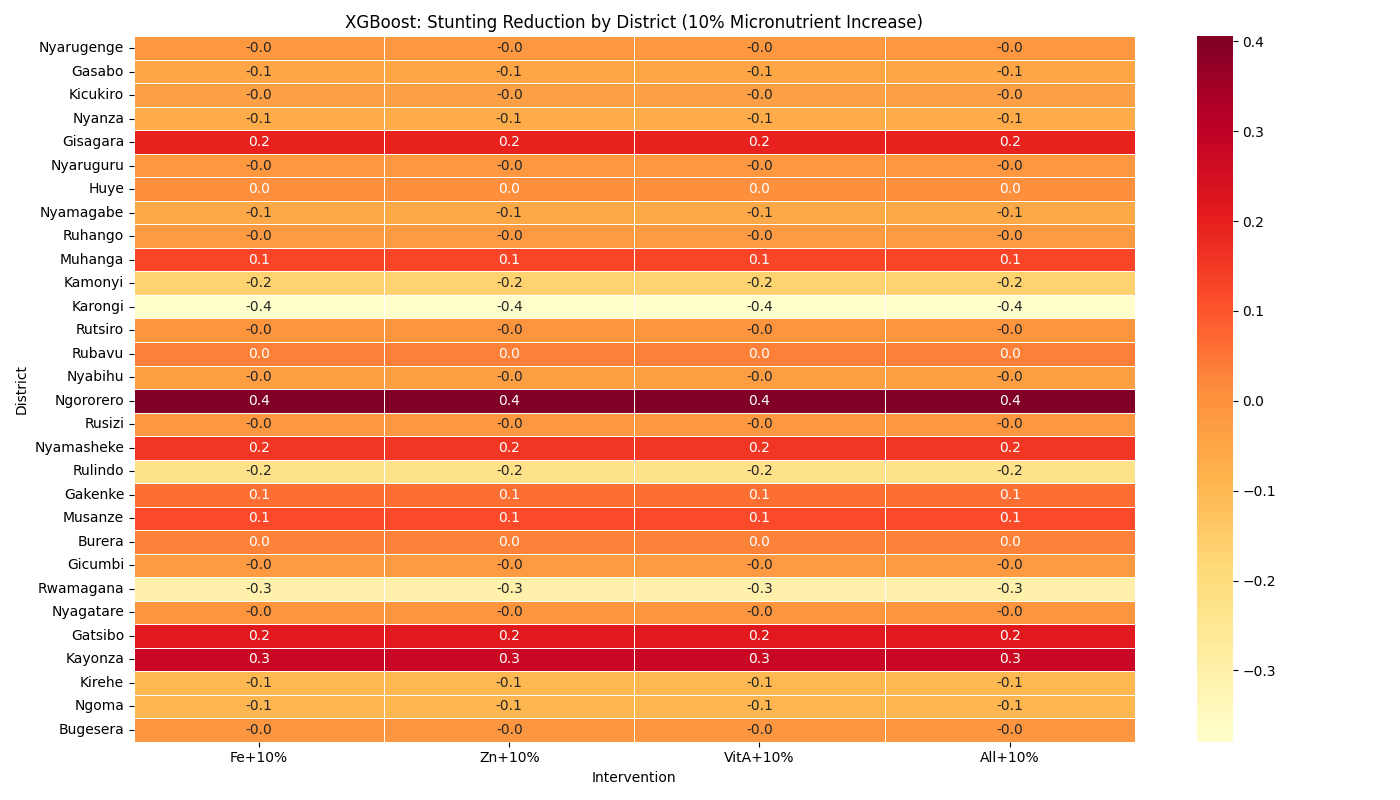 XGBoost: Stunting Reduction by District (10% Micronutrient Increase)
Nyarugenge -0.0 -0.0 -0.0 -0.0
Gasabo -0.1 -0.1 -0.1 -0.1
Kicukiro -0.0 -0.0 -0.0 -0.0
Nyanza -0.1 -0.1 -0.1 -0.1
Gisagara 0.2 0.2 0.2 0.2
Nyaruguru -0.0 -0.0 -0.0 -0.0
Huye 0.0 0.0 0.0 0.0
Nyamagabe -0.1 -0.1 -0.1 -0.1
Ruhango -0.0 -0.0 -0.0 -0.0
Muhanga 0.1 0.1 0.1 0.1
Kamonyi -0.2 -0.2 -0.2 -0.2
Karongi -0.4 -0.4 -0.4 -0.4
Rutsiro -0.0 -0.0 -0.0 -0.0
Rubavu 0.0 0.0 0.0 0.0
Nyabihu -0.0 -0.0 -0.0 -0.0
Ngororero 0.4 0.4 0.4 0.4
Rusizi -0.0 -0.0 -0.0 -0.0
Nyamasheke 0.2 0.2 0.2 0.2
Rulindo -0.2 -0.2 -0.2 -0.2
Gakenke 0.1 0.1 0.1 0.1
Musanze 0.1 0.1 0.1 0.1
Burera 0.0 0.0 0.0 0.0
Gicumbi -0.0 -0.0 -0.0 -0.0
Rwamagana -0.3 -0.3 -0.3 -0.3
Nyagatare -0.0 -0.0 -0.0 -0.0
Gatsibo 0.2 0.2 0.2 0.2
Kayonza 0.3 0.3 0.3 0.3
Kirehe -0.1 -0.1 -0.1 -0.1
Ngoma -0.1 -0.1 -0.1 -0.1
Bugesera -0.0 -0.0 -0.0 -0.0
Fe+10% Zn+10% VitA+10% All+10%
Intervention
District
0.4
0.3
0.2
0.1
0.0
−0.1
−0.2
−0.3